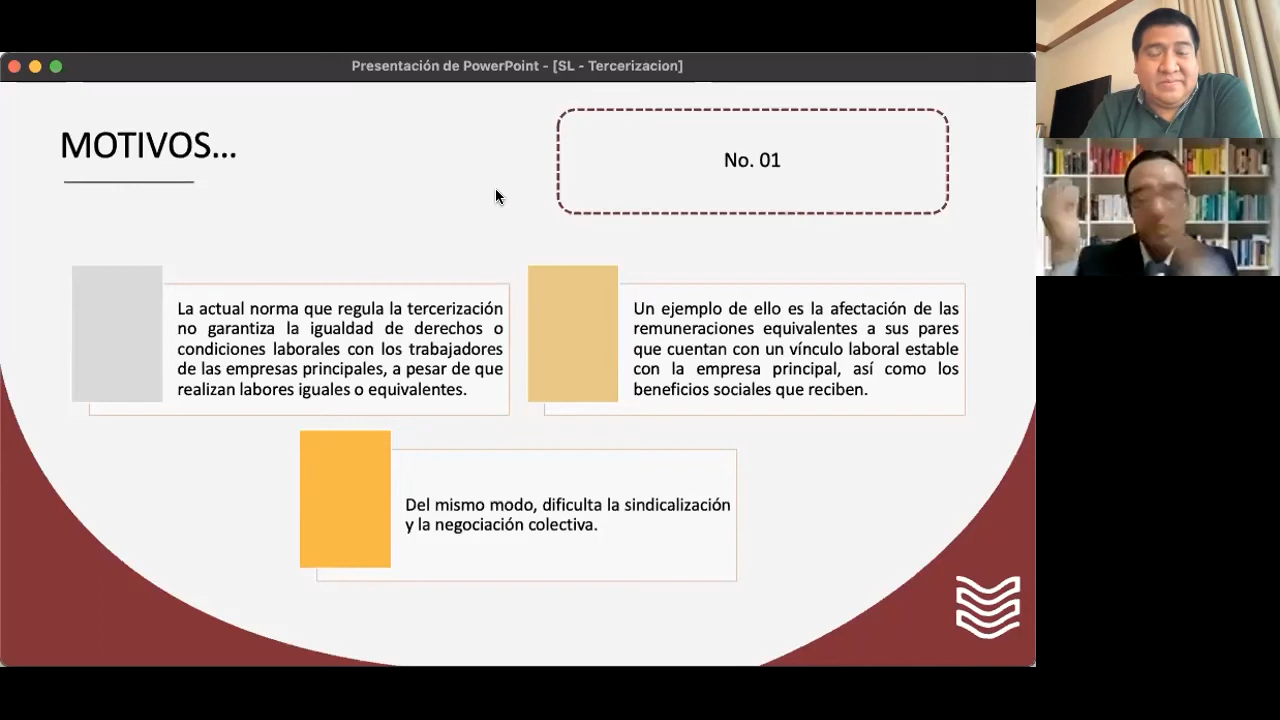 Presentación de PowerPoint - [SL - Tercerizacion]
MOTIVOS...
No. 01
La actual norma que regula la tercerización
no garantiza la igualdad de derechos o
condiciones laborales con los trabajadores
de las empresas principales, a pesar de que
realizan labores iguales o equivalentes.
Un ejemplo de ello es la afectación de las
remuneraciones equivalentes a sus pares
que cuentan con un vínculo laboral estable
con la empresa principal, así como los
beneficios sociales que reciben.
Del mismo modo, dificulta la sindicalización
y la negociación colectiva.